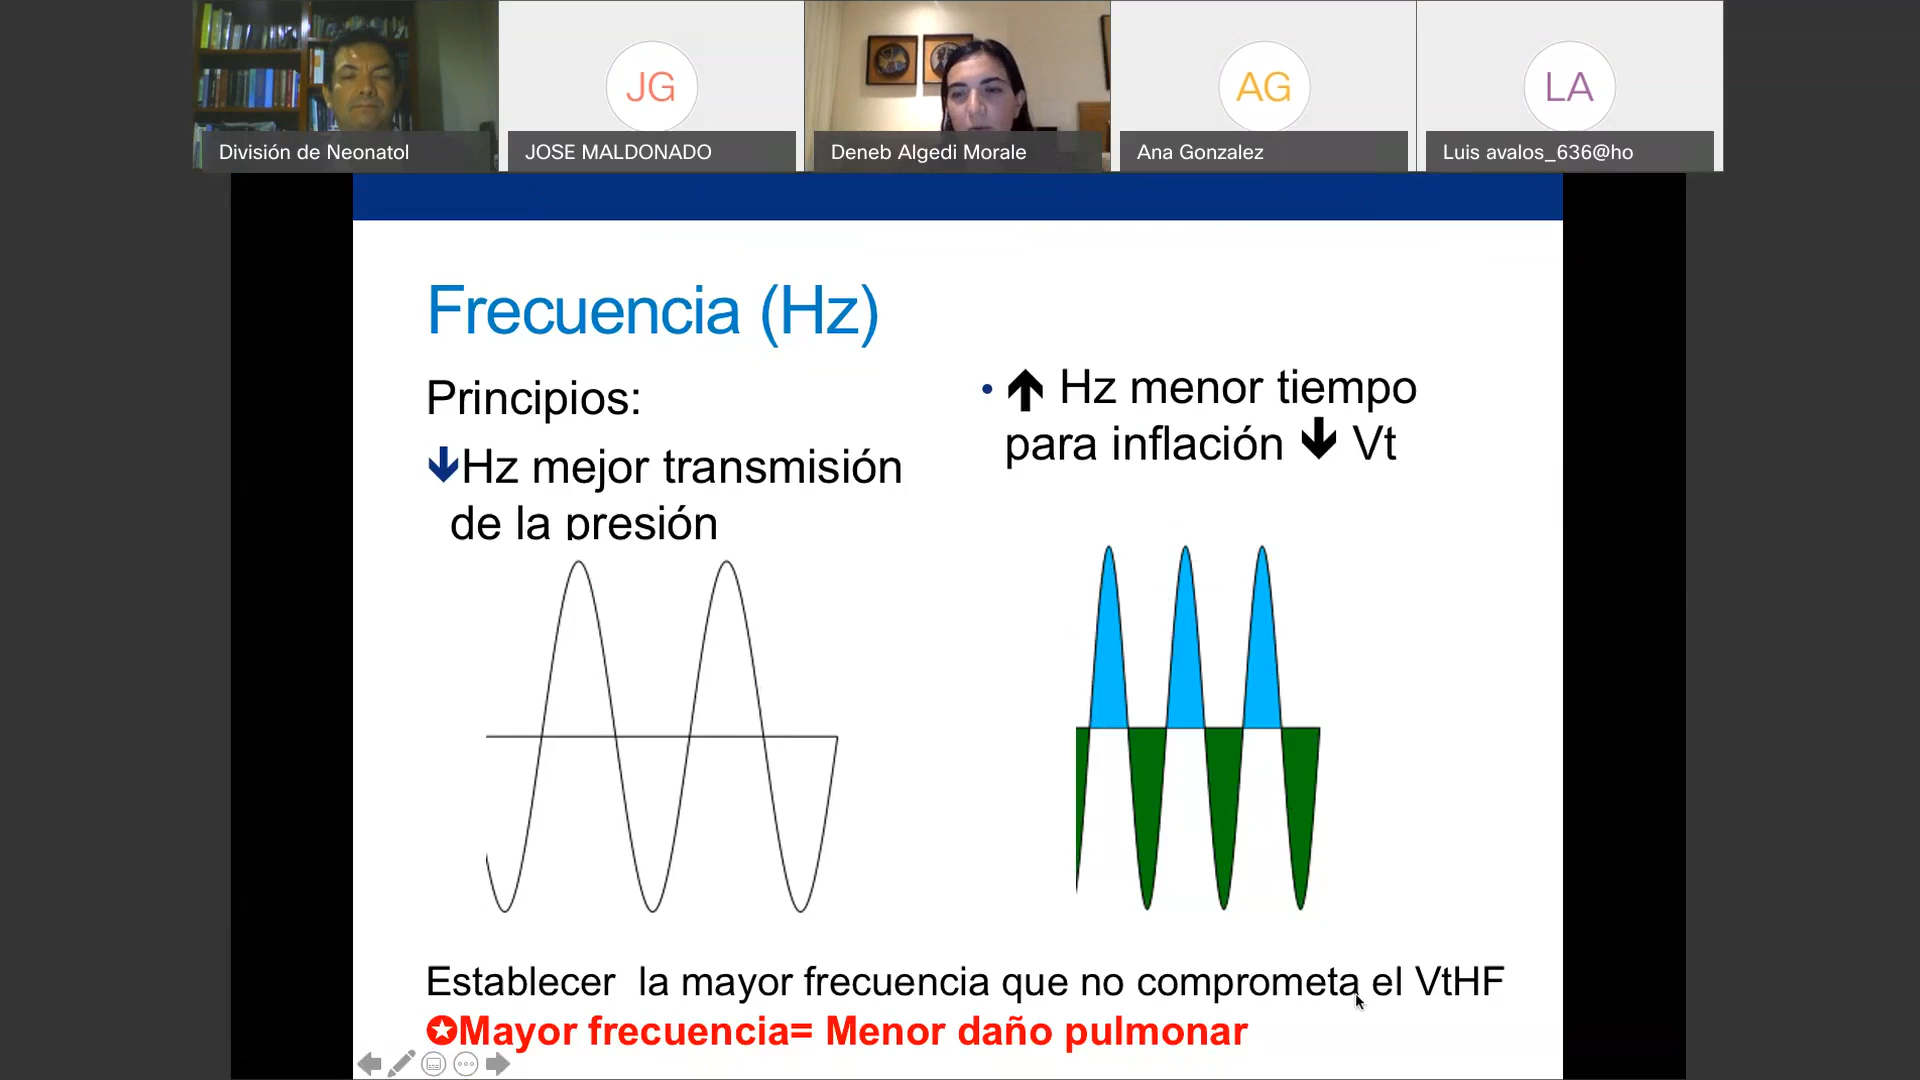 JG
AG
LA
División de Neonatol
JOSE MALDONADO
Deneb Algedi Morale
Ana Gonzalez
Luis avalos_636@ho
Frecuencia (Hz)
Principios:
↓Hz mejor transmisión
de la presión
• ↑ Hz menor tiempo
para inflación ↓ Vt
Establecer la mayor frecuencia que no comprometa el VtHF
✪Mayor frecuencia= Menor daño pulmonar